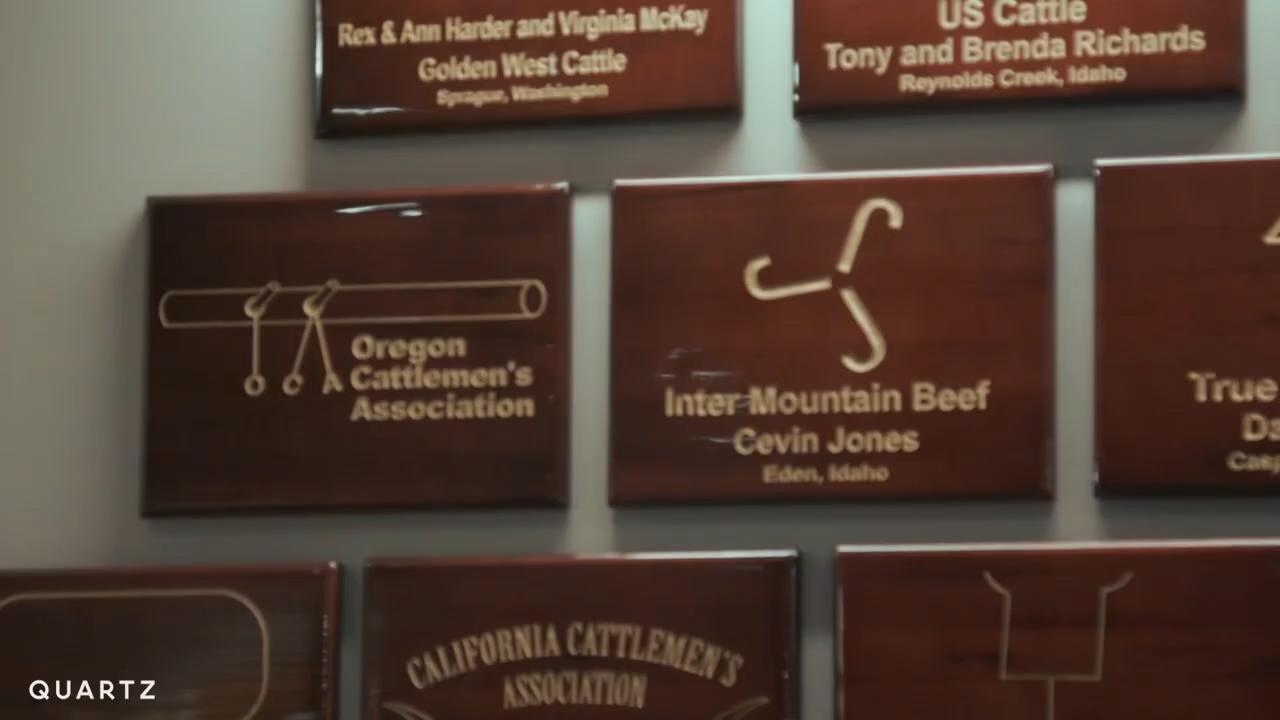 Rex & Ann Harder and Virginia McKay
Golden West Cattle
Sprague, Washington
US Cattle
Tony and Brenda Richards
Reynolds Creek, Idaho
O C A
Oregon
Cattlemen's
Association
Inter Mountain Beef
Cevin Jones
Eden, Idaho
True
CALIFORNIA CATTLEMEN'S
ASSOCIATION
QUARTZ